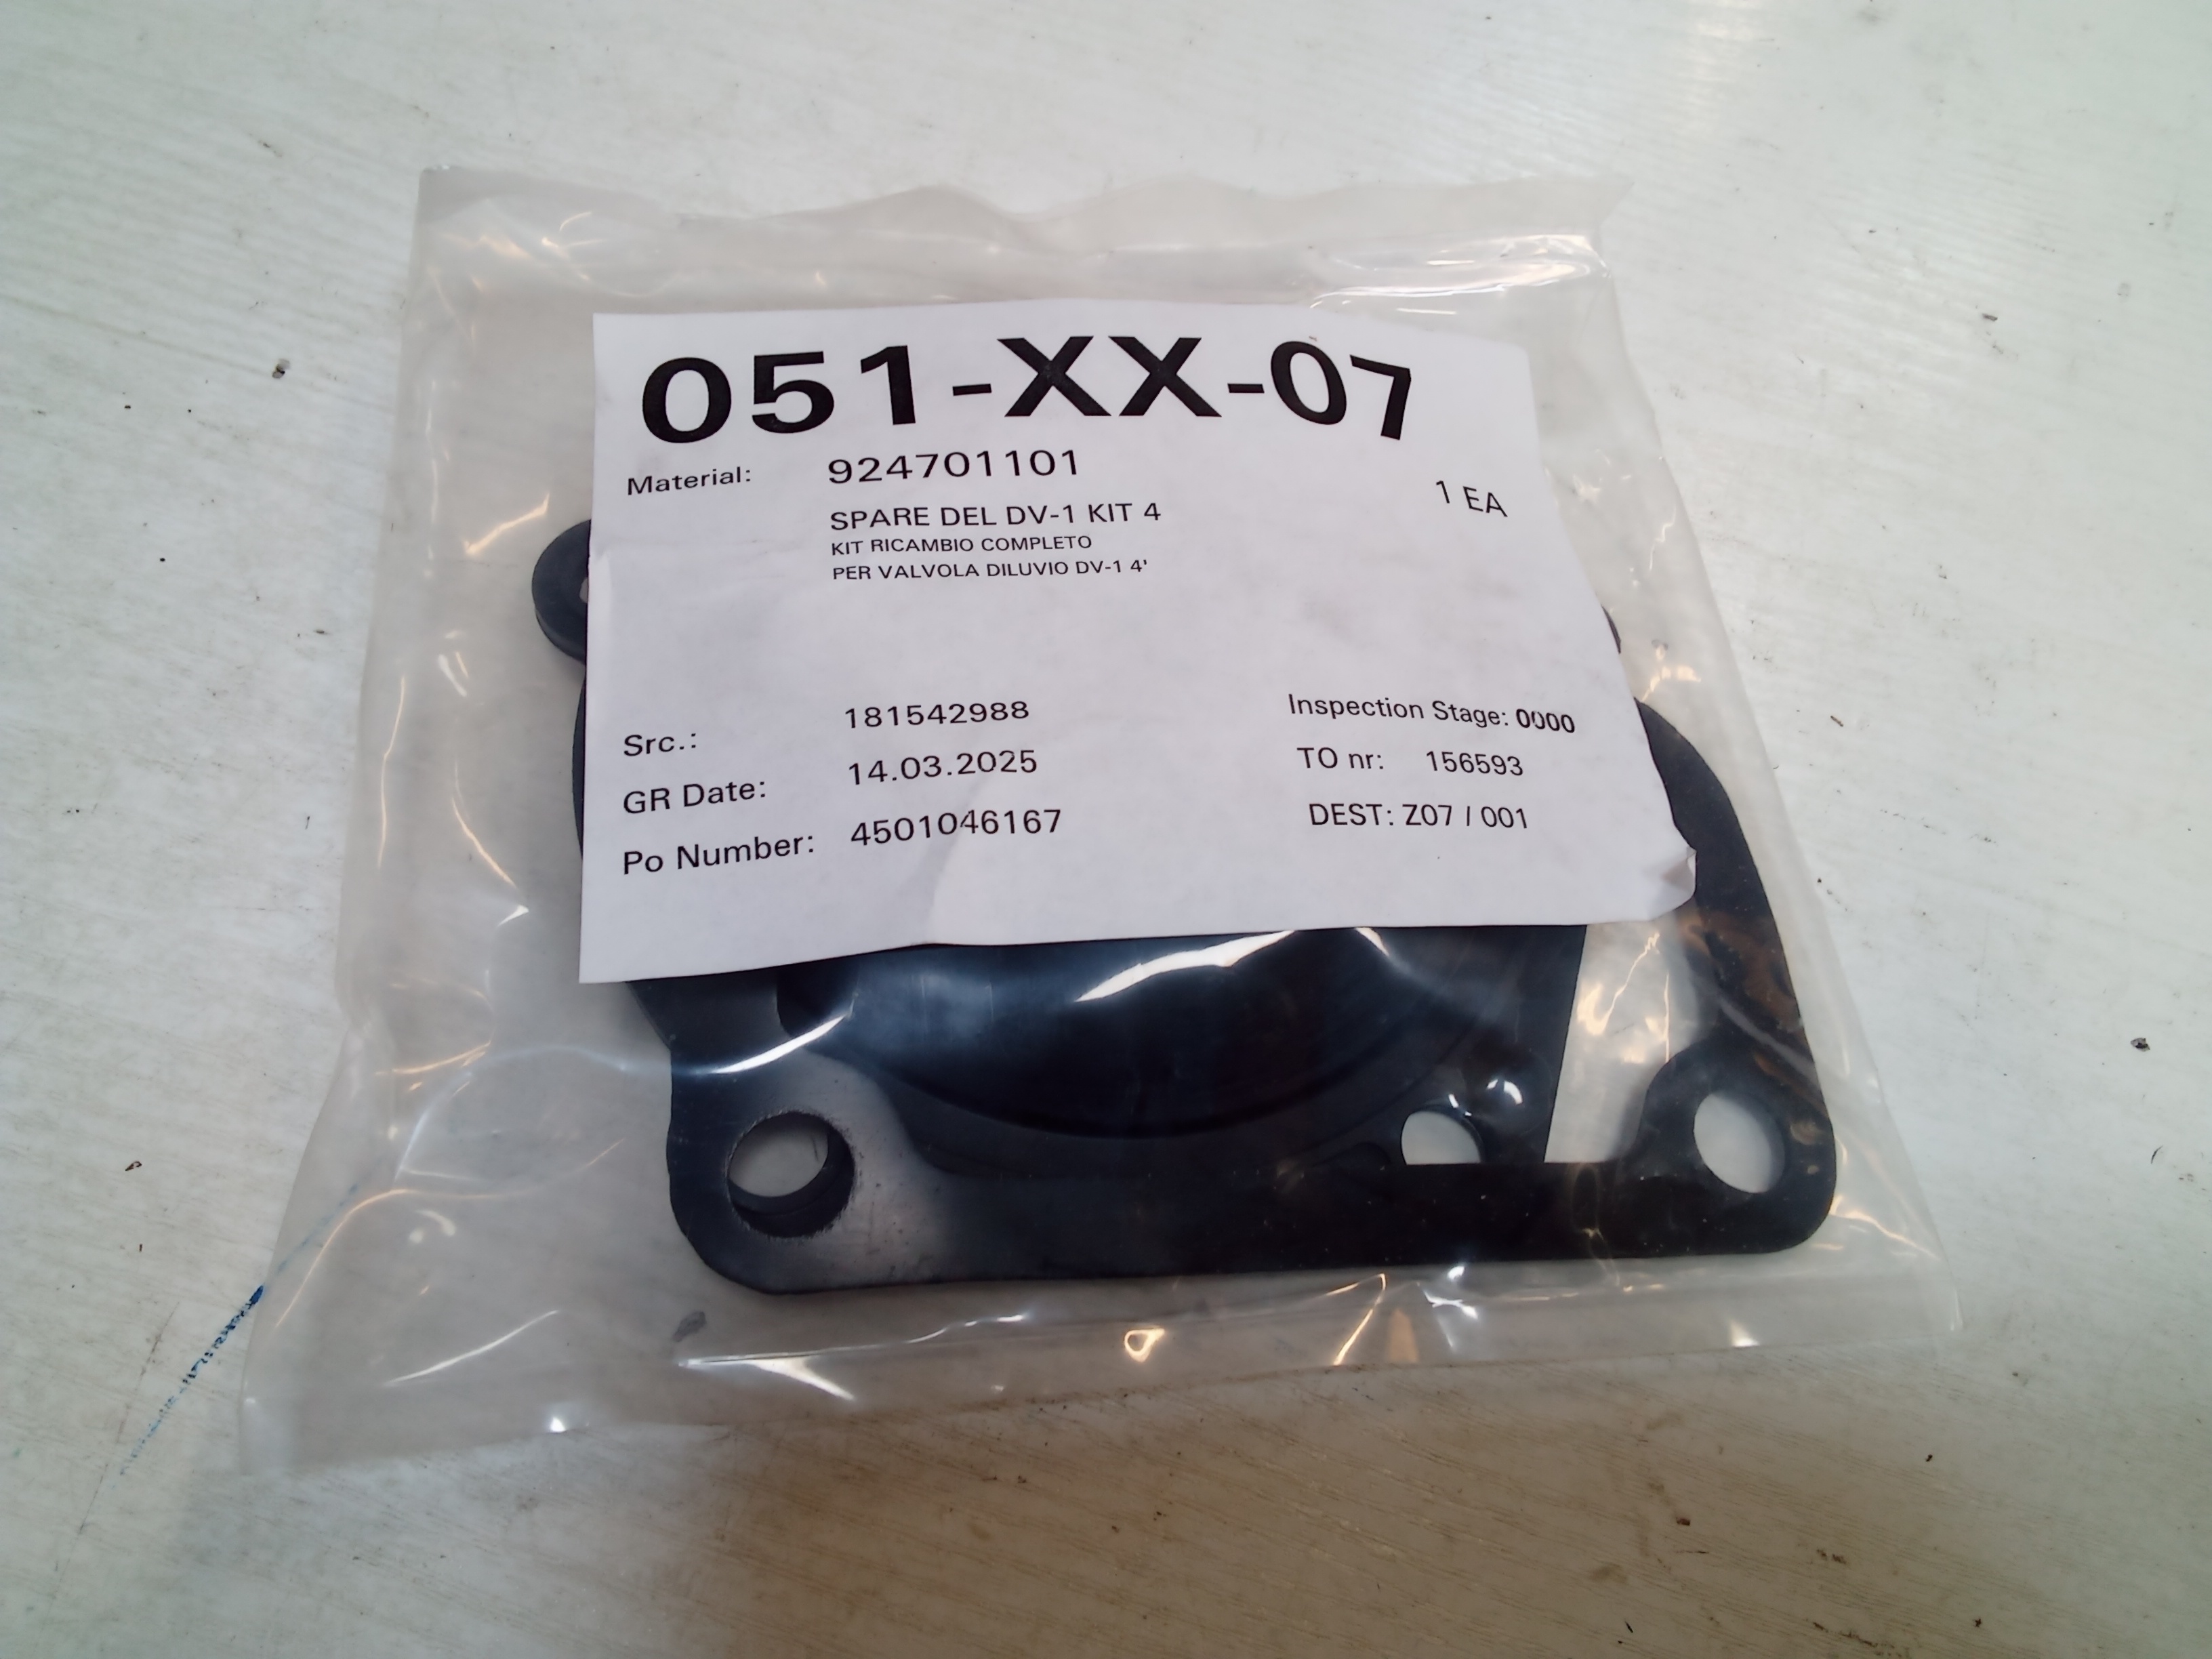 051-XX-07
Material: 924701101
1 EA
SPARE DEL DV-1 KIT 4
KIT RICAMBIO COMPLETO
PER VALVOLA DILUVIO DV-1 4'
Src.: 181542988 Inspection Stage: 0000
GR Date: 14.03.2025 TO nr: 156593
Po Number: 4501046167 DEST: Z07 / 001